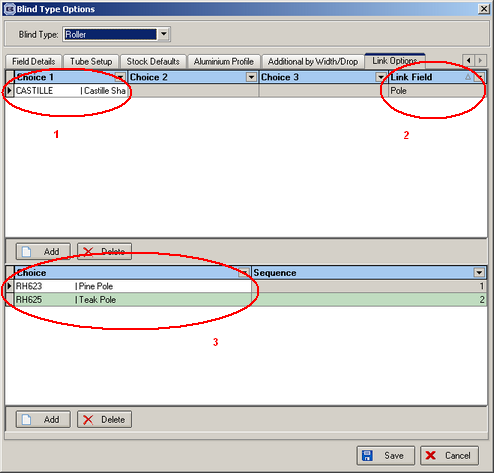 Blind Type Options
Blind Type: Roller
Field Details Tube Setup Stock Defaults Aluminium Profile Additional by Width/Drop Link Options
Choice 1 Choice 2 Choice 3 Link Field
CASTILLE | Castille Sha Pole
1 2
Add Delete
Choice Sequence
RH623 | Pine Pole 1
RH625 | Teak Pole 2
3
Add Delete
Save Cancel